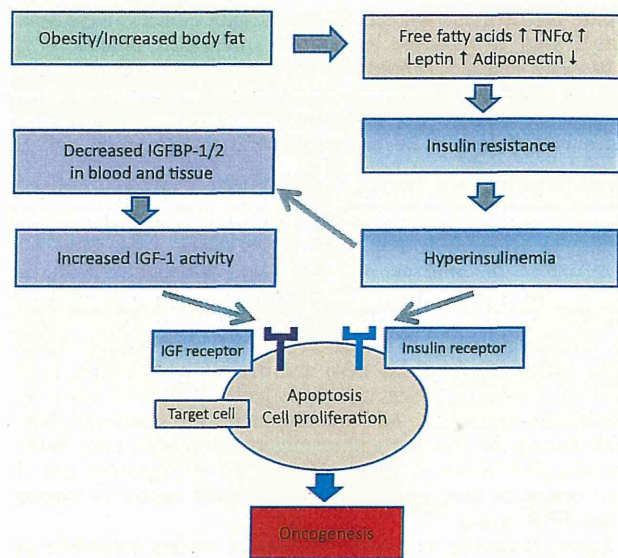 Obesity/Increased body fat
Free fatty acids ↑ TNFα ↑
Leptin ↑ Adiponectin ↓
Insulin resistance
Decreased IGFBP-1/2
in blood and tissue
Increased IGF-1 activity
Hyperinsulinemia
IGF receptor
Insulin receptor
Apoptosis
Cell proliferation
Target cell
Oncogenesis